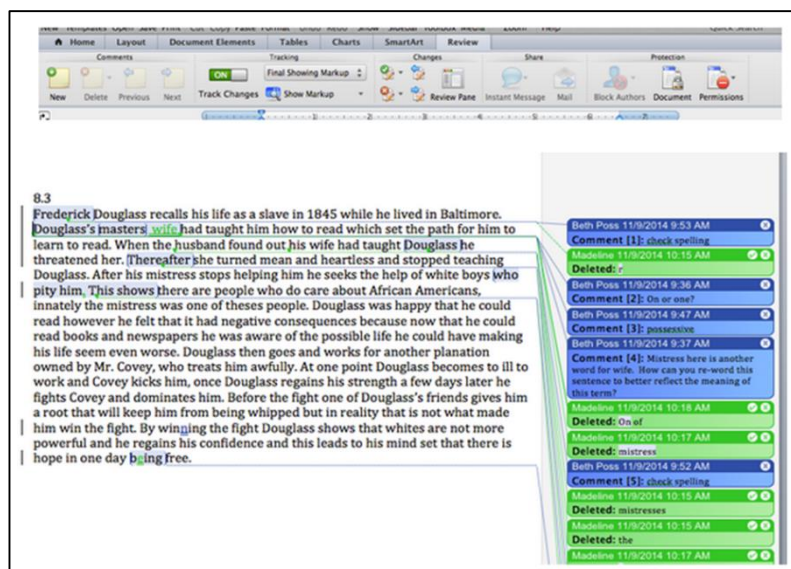 Home Layout Document Elements Tables Charts SmartArt Review
Comments Tracking Changes Share Protection
ON Final Showing Markup
New Delete Previous Next Track Changes Show Markup Review Pane Instant Message Mail Block Authors Document Permissions
8.3
Frederick Douglass recalls his life as a slave in 1845 while he lived in Baltimore.
Douglass's masters wife had taught him how to read which set the path for him to
learn to read. When the husband found out his wife had taught Douglass he
threatened her. Thereafter she turned mean and heartless and stopped teaching
Douglass. After his mistress stops helping him he seeks the help of white boys who
pity him. This shows there are people who do care about African Americans,
innately the mistress was one of theses people. Douglass was happy that he could
read however he felt that it had negative consequences because now that he could
read books and newspapers he was aware of the possible life he could have making
his life seem even worse. Douglass then goes and works for another planation
owned by Mr. Covey, who treats him awfully. At one point Douglass becomes to ill to
work and Covey kicks him, once Douglass regains his strength a few days later he
fights Covey and dominates him. Before the fight one of Douglass's friends gives him
a root that will keep him from being whipped but in reality that is not what made
him win the fight. By winning the fight Douglass shows that whites are not more
powerful and he regains his confidence and this leads to his mind set that there is
hope in one day being free.
Beth Poss 11/9/2014 9:53 AM
Comment [1]: check spelling
Madeline 11/9/2014 10:15 AM
Deleted: r
Beth Poss 11/9/2014 9:36 AM
Comment [2]: On or one?
Beth Poss 11/9/2014 9:47 AM
Comment [3]: possessive
Beth Poss 11/9/2014 9:37 AM
Comment [4]: Mistress here is another
word for wife. How can you re-word this
sentence to better reflect the meaning of
this term?
Madeline 11/9/2014 10:18 AM
Deleted: On of
Madeline 11/9/2014 10:17 AM
Deleted: mistress
Beth Poss 11/9/2014 9:52 AM
Comment [5]: check spelling
Madeline 11/9/2014 10:15 AM
Deleted: mistresses
Madeline 11/9/2014 10:15 AM
Deleted: the
Madeline 11/9/2014 10:17 AM